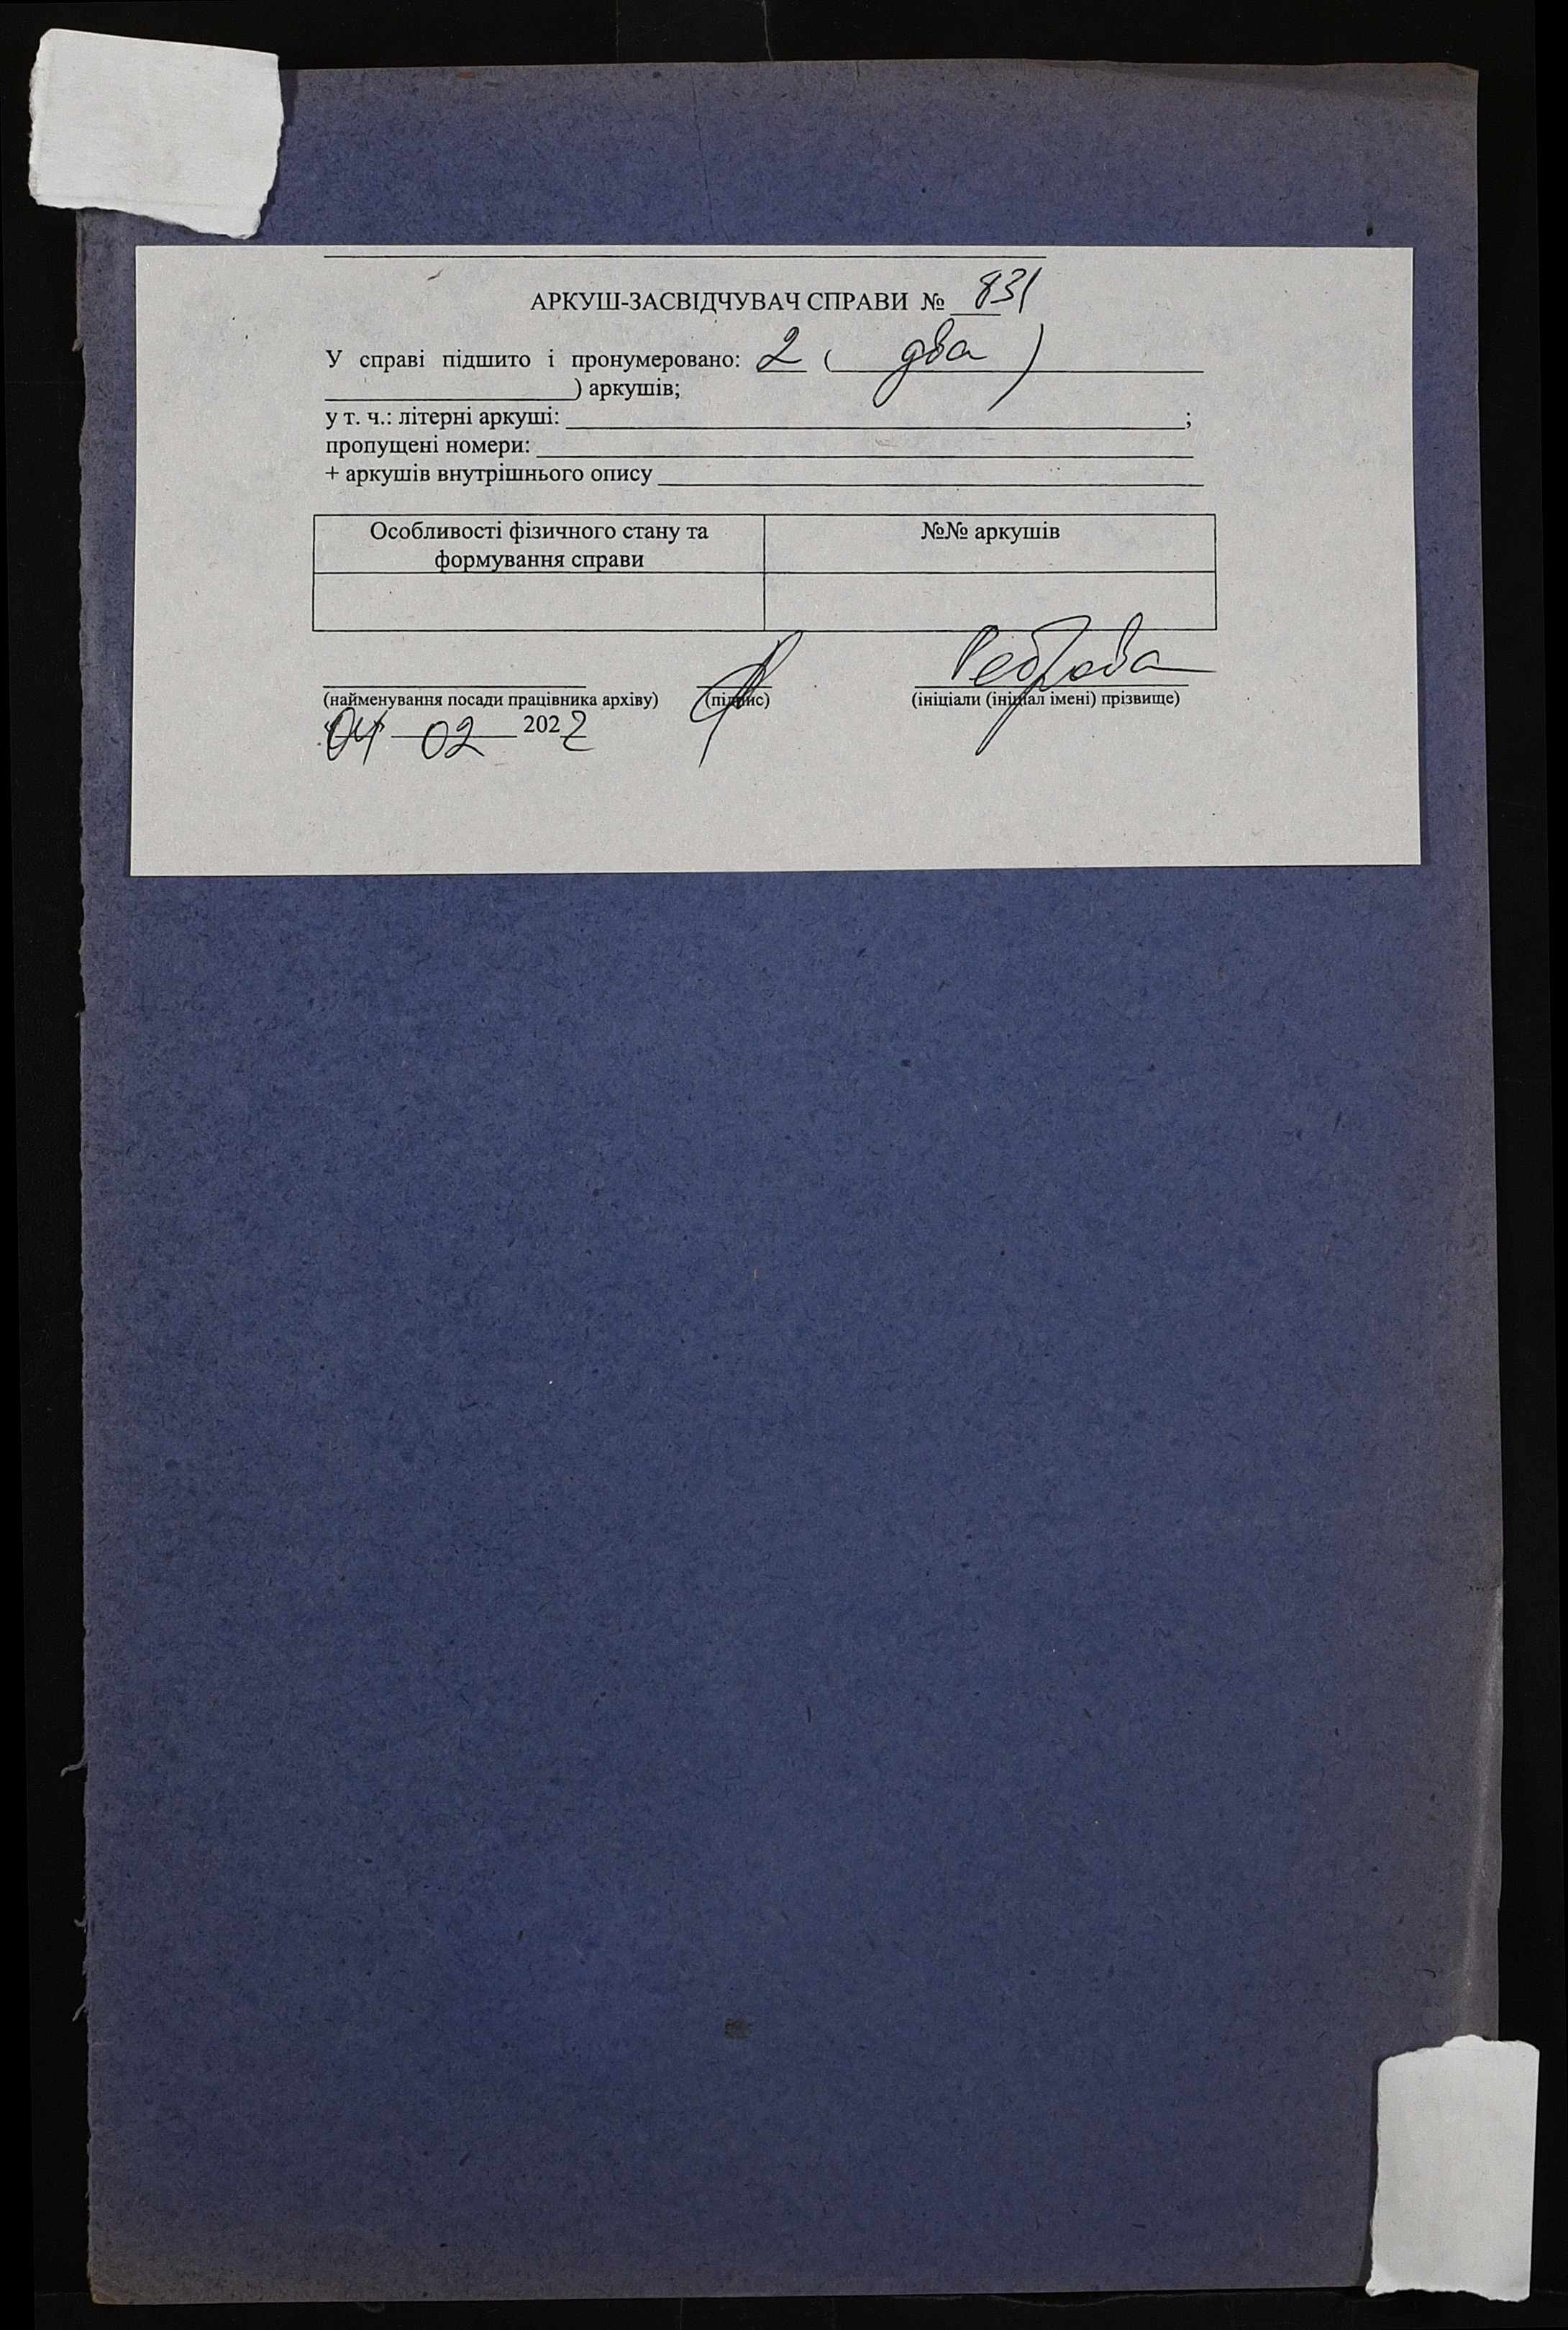 АРКУШ-ЗАСВІДЧУВАЧ СПРАВИ № 831
У справі підшито і пронумеровано: 2 ( два )
) аркушів;
у т. ч.: літерні аркуші: ;
пропущені номери:
+ аркушів внутрішнього опису
Особливості фізичного стану та
формування справи
№№ аркушів
Реброва
(найменування посади працівника архіву) (підпис) (ініціали (ініціал імені) прізвище)
04 02 2022